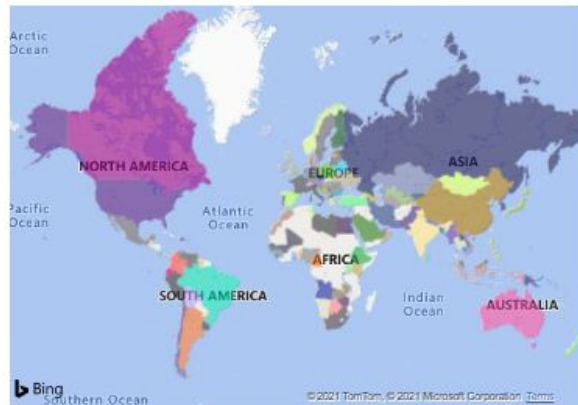 Arctic
Ocean
NORTH AMERICA
EUROPE
ASIA
Pacific
Ocean
Atlantic
Ocean
AFRICA
SOUTH AMERICA
Indian
Ocean
AUSTRALIA
Bing
Southern Ocean
© 2021 TomTom, © 2021 Microsoft Corporation Terms